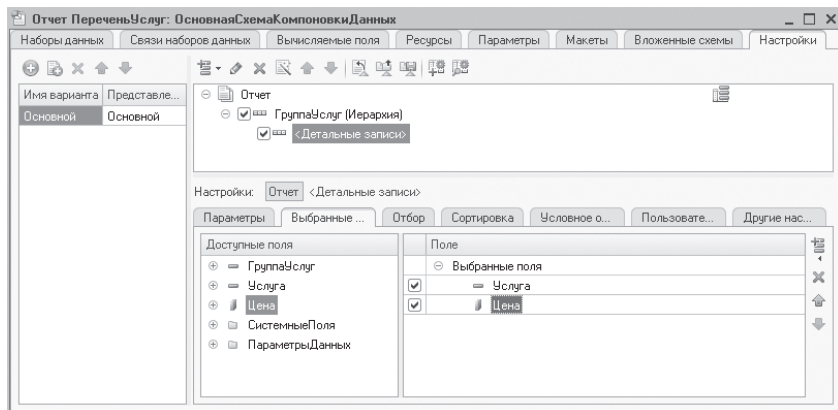 Отчет ПереченьУслуг: ОсновнаяСхемаКомпоновкиДанных
Наборы данных Связи наборов данных Вычисляемые поля Ресурсы Параметры Макеты Вложенные схемы Настройки
Имя варианта Представле...
Основной Основной
Отчет
ГруппаУслуг (Иерархия)
<Детальные записи>
Настройки: Отчет <Детальные записи>
Параметры Выбранные ... Отбор Сортировка Условное о... Пользовате... Другие нас...
Доступные поля
ГруппаУслуг
Услуга
Цена
СистемныеПоля
ПараметрыДанных
Поле
Выбранные поля
Услуга
Цена